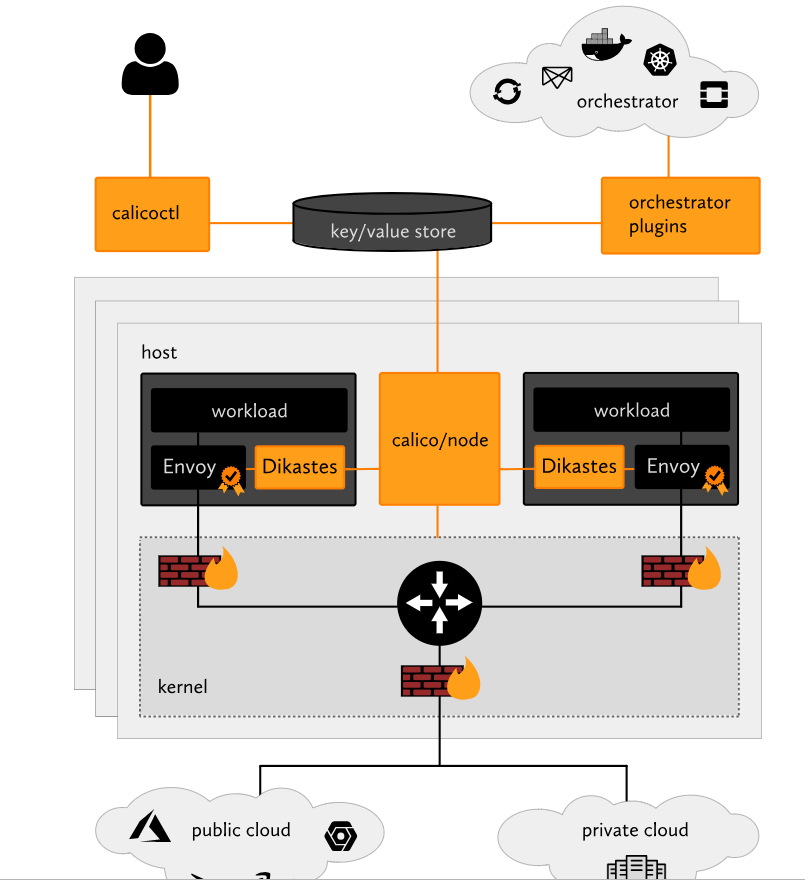 orchestrator
calicoctl
key/value store
orchestrator
plugins
host
workload
calico/node
workload
Envoy
Dikastes
Dikastes
Envoy
kernel
public cloud
private cloud